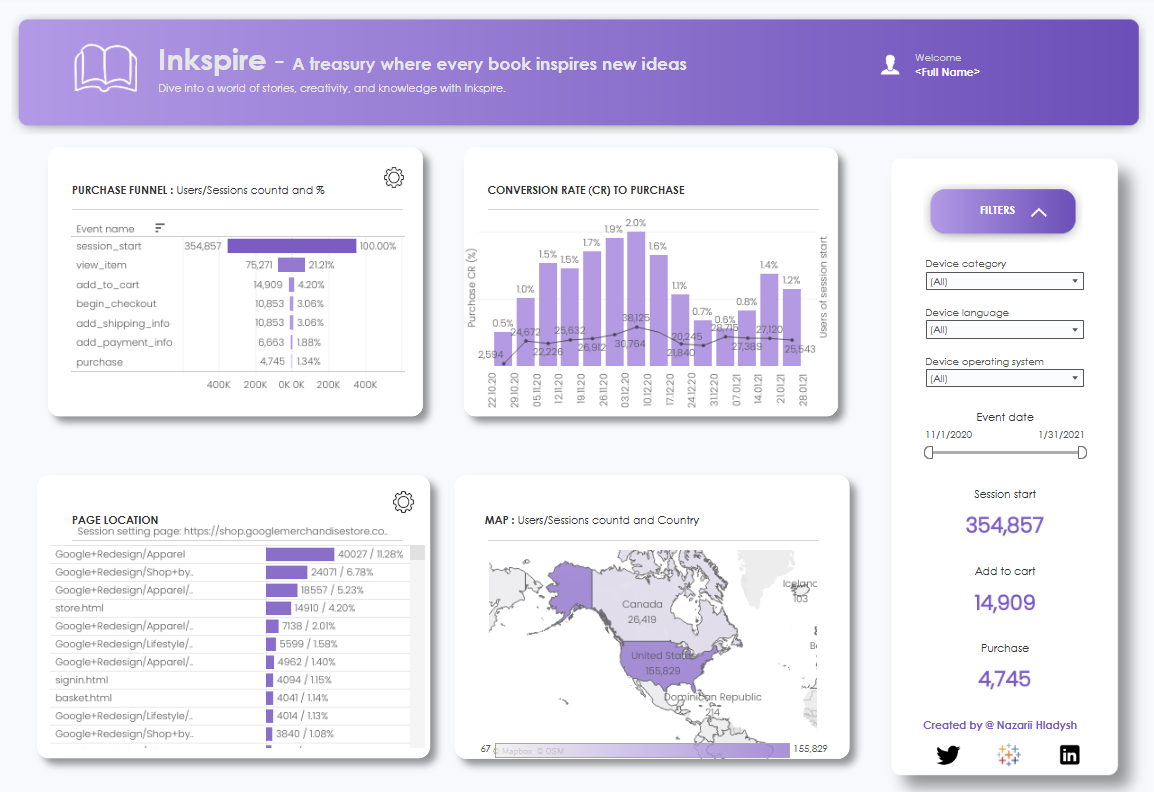 Inkspire - A treasury where every book inspires new ideas
Dive into a world of stories, creativity, and knowledge with Inkspire.
Welcome
<Full Name>
PURCHASE FUNNEL : Users/Sessions countd and %
Event name
session_start 354,857 100.00%
view_item 75,271 21.21%
add_to_cart 14,909 4.20%
begin_checkout 10,853 3.06%
add_shipping_info 10,853 3.06%
add_payment_info 6,663 1.88%
purchase 4,745 1.34%
400K 200K 0K 0K 200K 400K
CONVERSION RATE (CR) TO PURCHASE
Purchase CR (%)
0.5% 1.0% 1.5% 1.5% 1.7% 1.9% 2.0% 1.6% 1.1% 0.7% 0.6% 0.8% 1.4% 1.2%
2,594 24,672 22,226 25,632 26,912 30,764 38,125 21,840 20,245 28,715 27,389 27,120 25,543
Users of session start
22.10.20 29.10.20 05.11.20 12.11.20 19.11.20 26.11.20 03.12.20 10.12.20 17.12.20 24.12.20 31.12.20 07.01.21 14.01.21 21.01.21 28.01.21
PAGE LOCATION
Session setting page: https://shop.googlemerchandisestore.co..
Google+Redesign/Apparel 40027 / 11.28%
Google+Redesign/Shop+by.. 24071 / 6.78%
Google+Redesign/Apparel/.. 18557 / 5.23%
store.html 14910 / 4.20%
Google+Redesign/Apparel/.. 7138 / 2.01%
Google+Redesign/Lifestyle/.. 5599 / 1.58%
Google+Redesign/Apparel/.. 4962 / 1.40%
signin.html 4094 / 1.15%
basket.html 4041 / 1.14%
Google+Redesign/Lifestyle/.. 4014 / 1.13%
Google+Redesign/Shop+by.. 3840 / 1.08%
MAP : Users/Sessions countd and Country
Iceland
103
Canada
26,419
United States
155,829
Dominican Republic
214
67
© Mapbox © OSM
155,829
FILTERS
Device category
(All)
Device language
(All)
Device operating system
(All)
Event date
11/1/2020 1/31/2021
Session start
354,857
Add to cart
14,909
Purchase
4,745
Created by @ Nazarii Hladysh
in